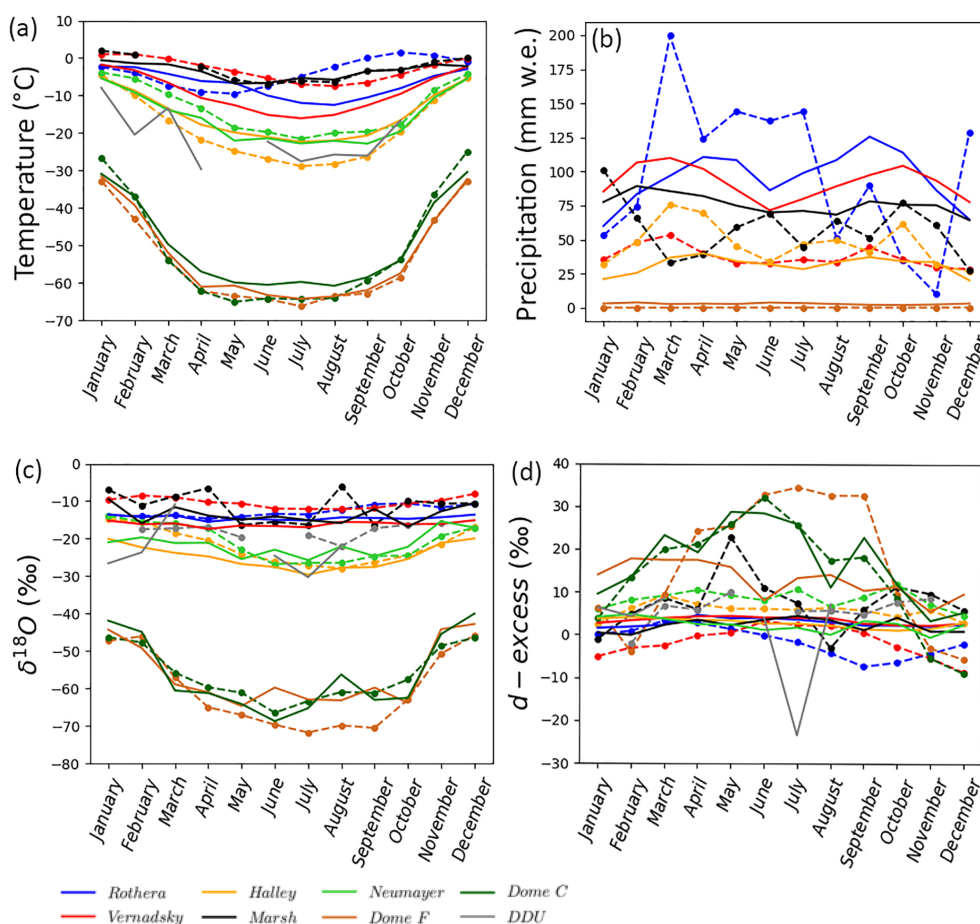 (a)
Temperature (°C)
10
0
−10
−20
−30
−40
−50
−60
−70
January
February
March
April
May
June
July
August
September
October
November
December
(b)
Precipitation (mm w.e.)
200
175
150
125
100
75
50
25
0
January
February
March
April
May
June
July
August
September
October
November
December
(c)
δ18O (‰)
0
−10
−20
−30
−40
−50
−60
−70
−80
January
February
March
April
May
June
July
August
September
October
November
December
(d)
d − excess (‰)
40
30
20
10
0
−10
−20
−30
January
February
March
April
May
June
July
August
September
October
November
December
Rothera Halley Neumayer Dome C
Vernadsky Marsh Dome F DDU